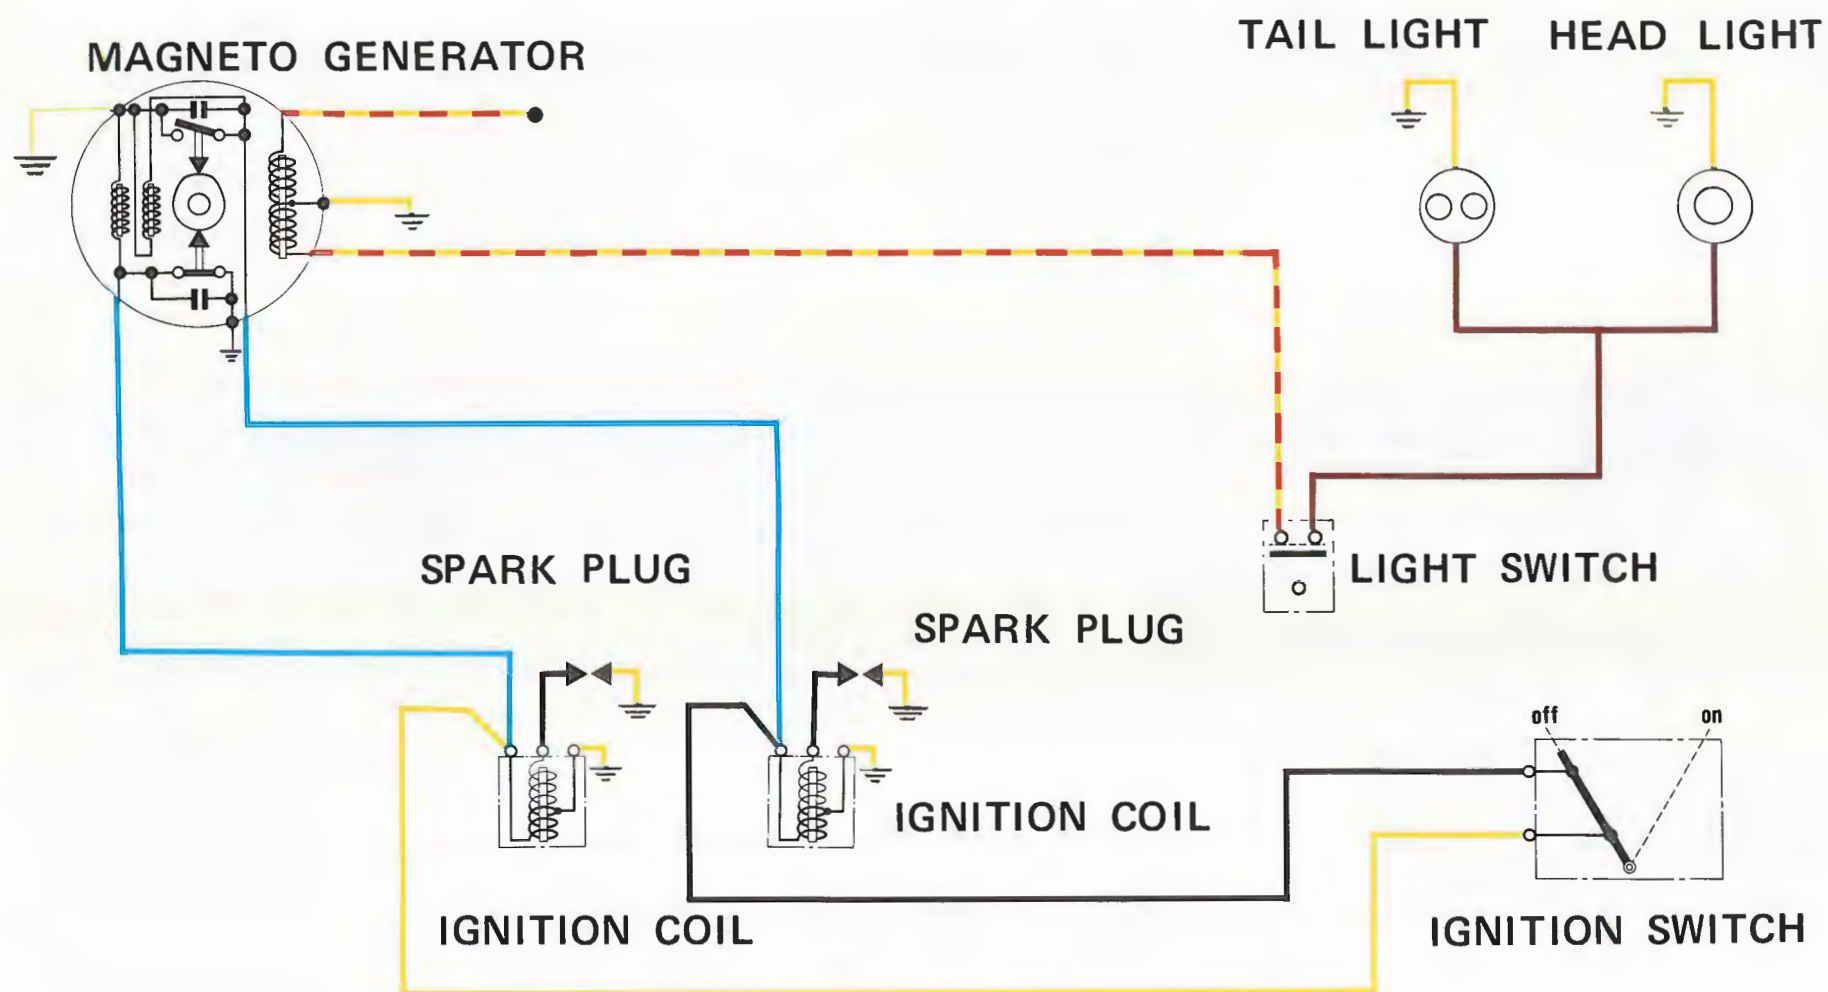 TAIL LIGHT
HEAD LIGHT
MAGNETO GENERATOR
SPARK PLUG
LIGHT SWITCH
SPARK PLUG
off
on
IGNITION COIL
IGNITION COIL
IGNITION SWITCH